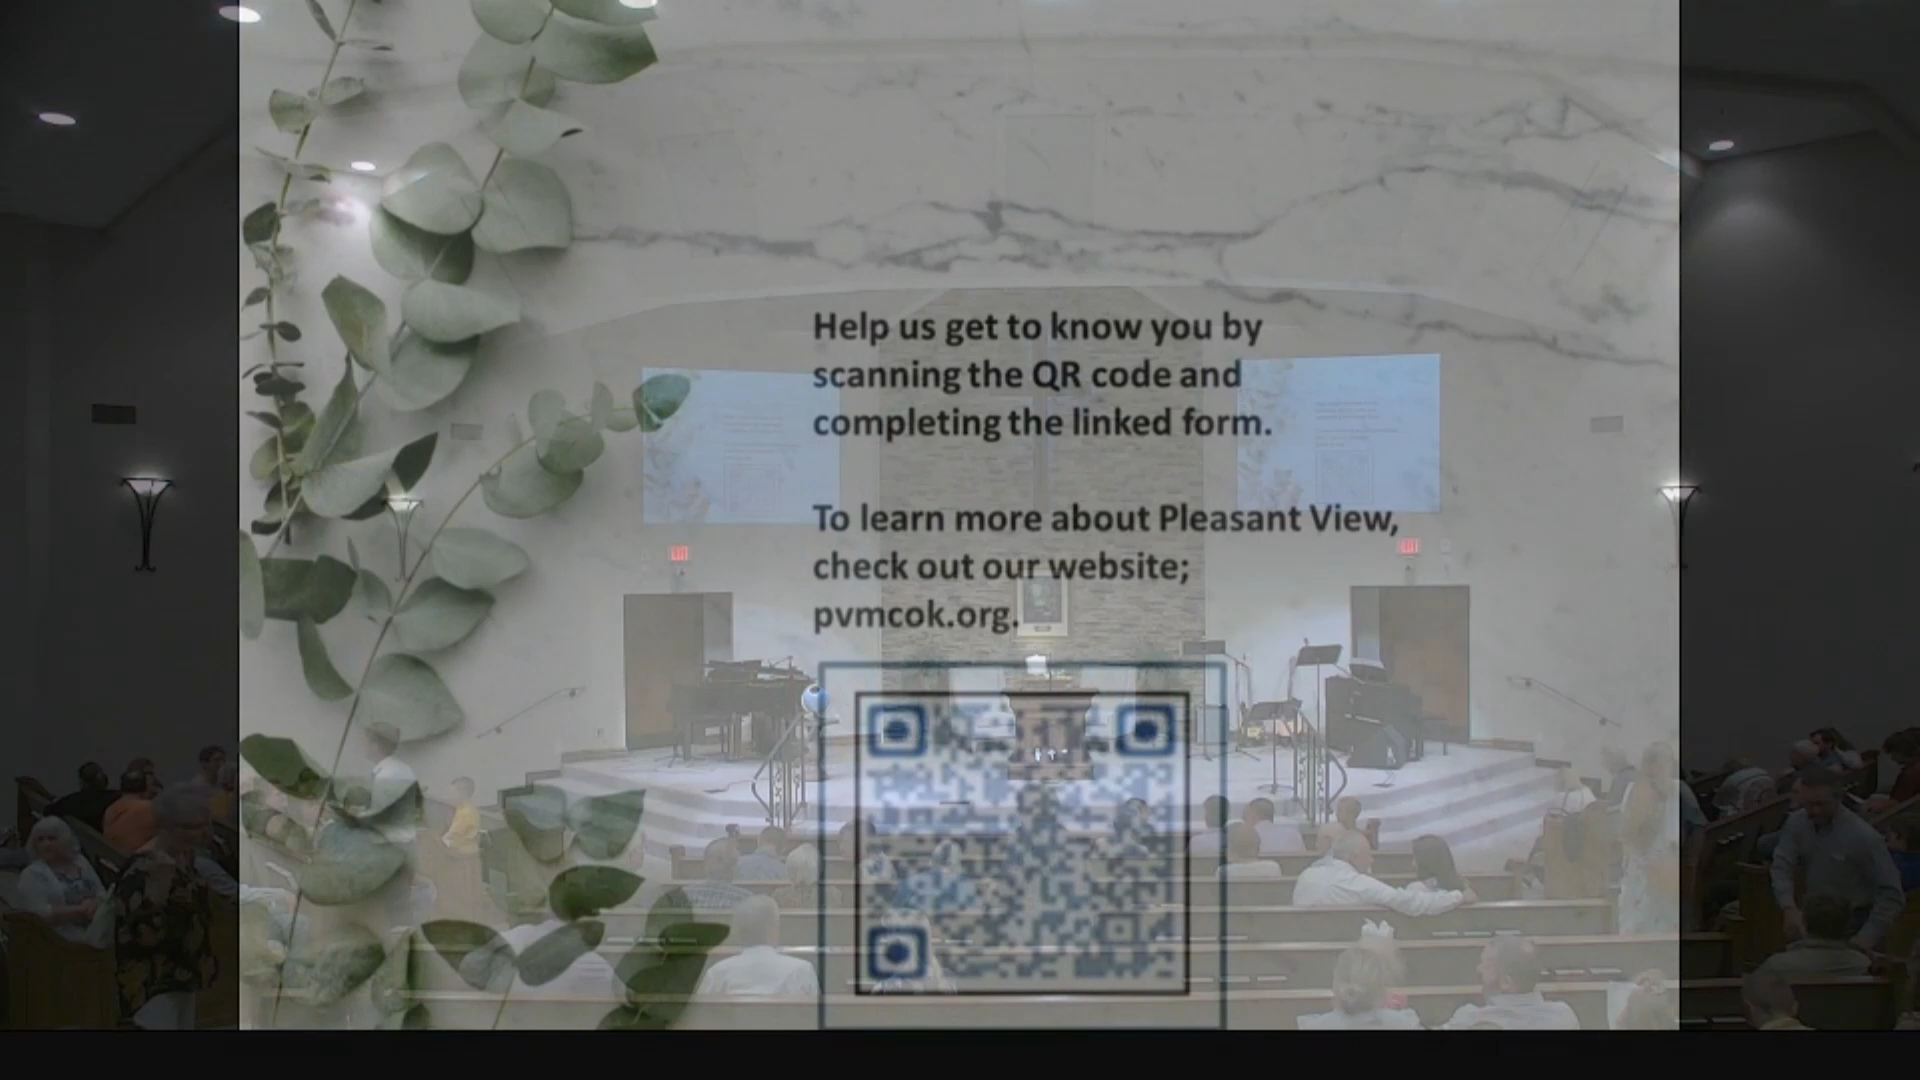 Help us get to know you by
scanning the QR code and
completing the linked form.
To learn more about Pleasant View,
check out our website;
pvmcok.org.